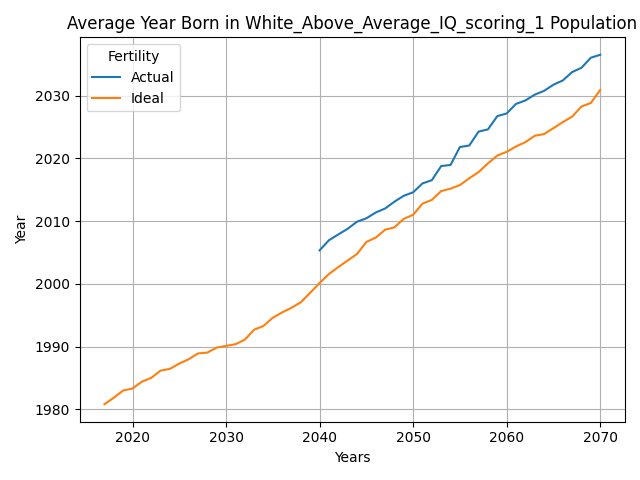 Average Year Born in White_Above_Average_IQ_scoring_1 Population
Fertility
Actual
Ideal
Year
2030
2020
2010
2000
1990
1980
2020 2030 2040 2050 2060 2070
Years